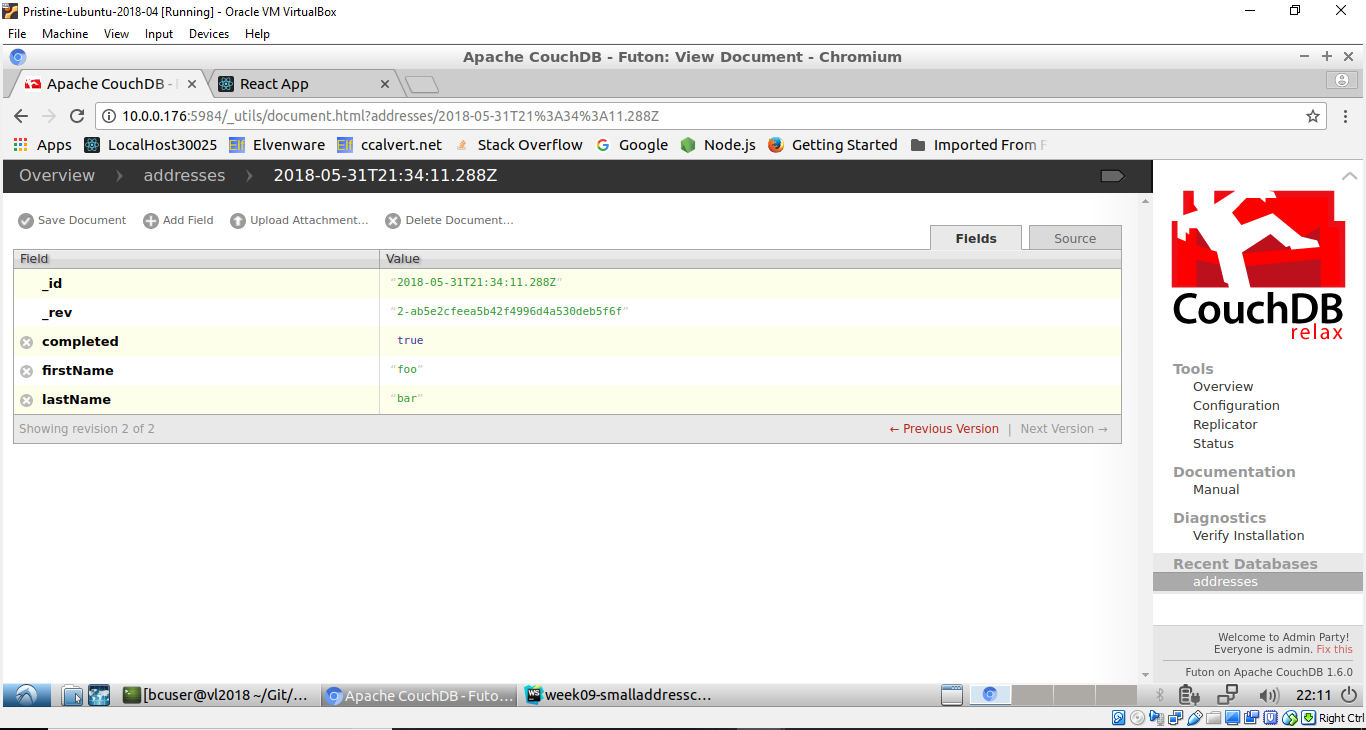 Pristine-Lubuntu-2018-04 [Running] - Oracle VM VirtualBox
File Machine View Input Devices Help
Apache CouchDB - Futon: View Document - Chromium
Apache CouchDB - React App
10.0.0.176:5984/_utils/document.html?addresses/2018-05-31T21%3A34%3A11.288Z
Apps LocalHost30025 Elf Elvenware Elf ccalvert.net Stack Overflow G Google Node.js Getting Started Imported From F
Overview addresses 2018-05-31T21:34:11.288Z
Save Document Add Field Upload Attachment... Delete Document...
Fields Source
Field Value
_id "2018-05-31T21:34:11.288Z"
_rev "2-ab5e2cfeea5b42f4996d4a530deb5f6f"
completed true
firstName "foo"
lastName "bar"
Showing revision 2 of 2 ← Previous Version | Next Version →
CouchDB
relax
Tools
Overview
Configuration
Replicator
Status
Documentation
Manual
Diagnostics
Verify Installation
Recent Databases
addresses
Welcome to Admin Party!
Everyone is admin. Fix this
Futon on Apache CouchDB 1.6.0
[bcuser@vl2018 ~/Git/... Apache CouchDB - Futo... WS week09-smalladdressc... 22:11
Right Ctrl